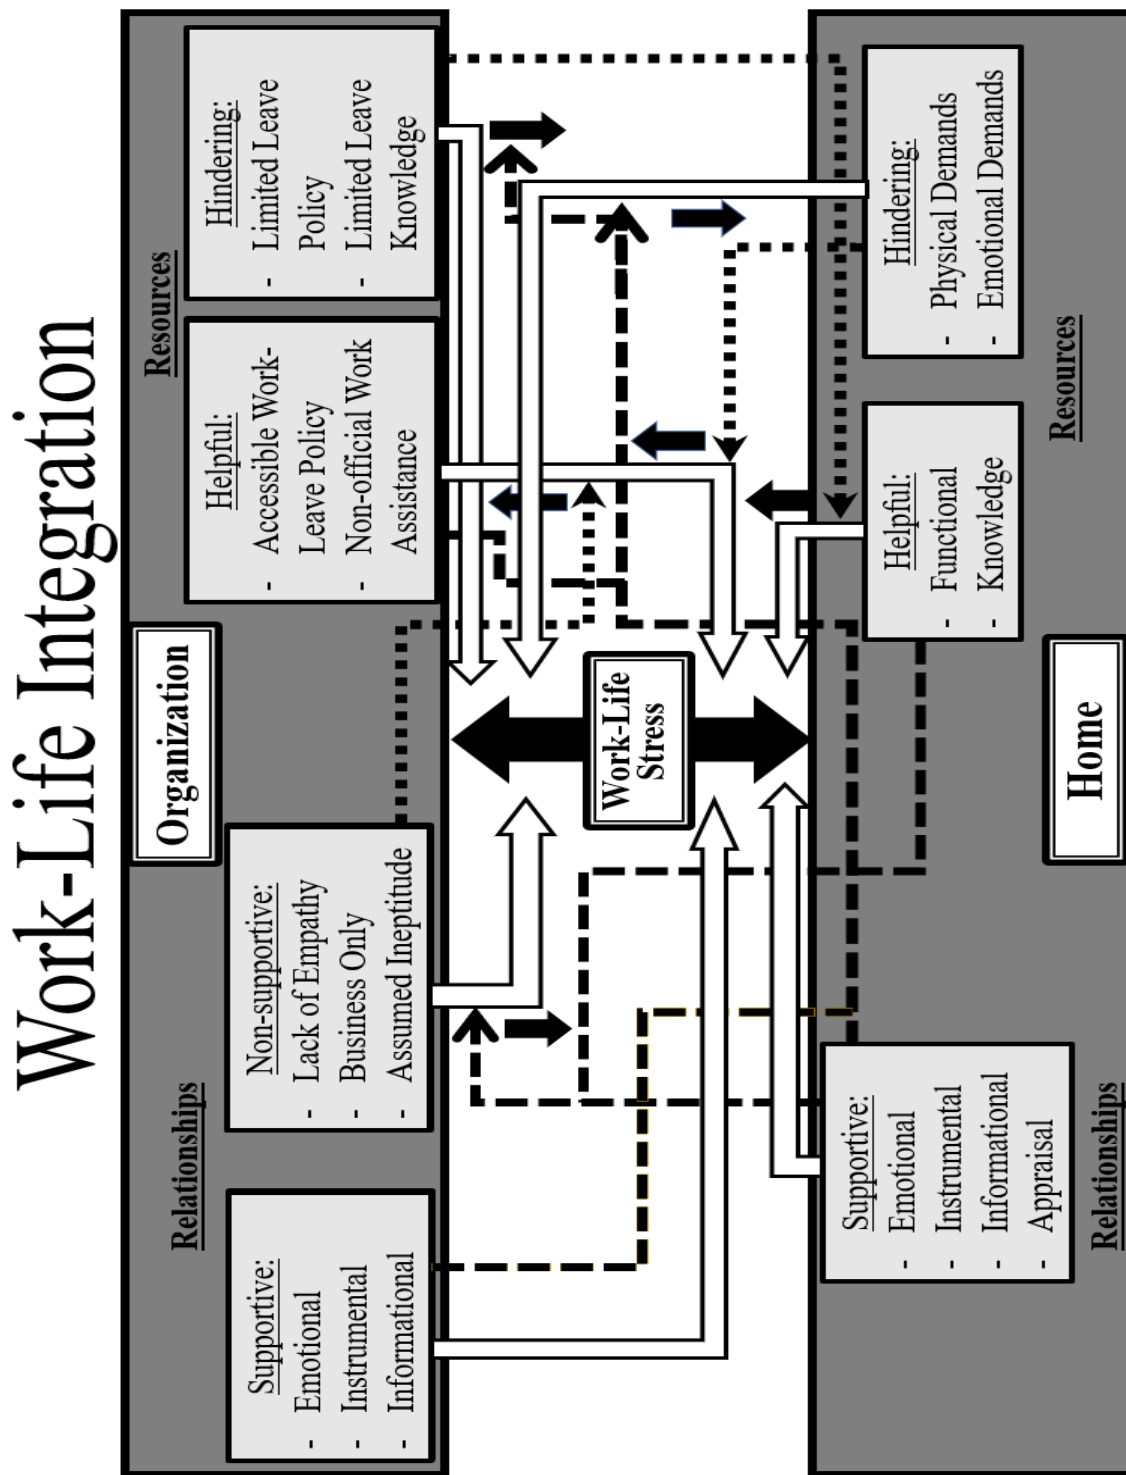 Work-Life Integration
Organization
Relationships
Resources
Supportive:
- Emotional
- Instrumental
- Informational
Non-supportive:
- Lack of Empathy
- Business Only
- Assumed Ineptitude
Helpful:
- Accessible Work-
Leave Policy
- Non-official Work
Assistance
Hindering:
- Limited Leave
Policy
- Limited Leave
Knowledge
Work-Life
Stress
Supportive:
- Emotional
- Instrumental
- Informational
- Appraisal
Helpful:
- Functional
- Knowledge
Hindering:
- Physical Demands
- Emotional Demands
Relationships
Resources
Home